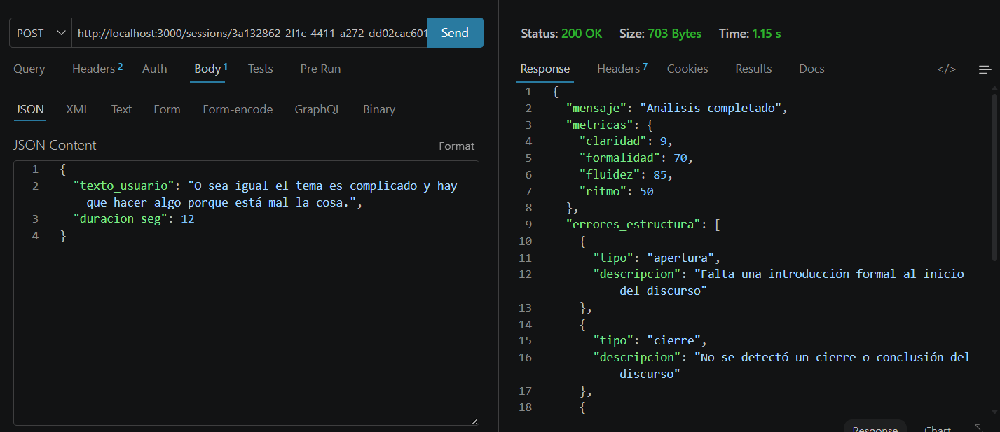 POST
http://localhost:3000/sessions/3a132862-2f1c-4411-a272-dd02cac601
Send
Query
Headers 2
Auth
Body 1
Tests
Pre Run
JSON
XML
Text
Form
Form-encode
GraphQL
Binary
JSON Content
Format
1 {
2 "texto_usuario": "O sea igual el tema es complicado y hay
que hacer algo porque está mal la cosa.",
3 "duracion_seg": 12
4 }
Status: 200 OK Size: 703 Bytes Time: 1.15 s
Response
Headers 7
Cookies
Results
Docs
</>
1 {
2 "mensaje": "Análisis completado",
3 "metricas": {
4 "claridad": 9,
5 "formalidad": 70,
6 "fluidez": 85,
7 "ritmo": 50
8 },
9 "errores_estructura": [
10 {
11 "tipo": "apertura",
12 "descripcion": "Falta una introducción formal al inicio
del discurso"
13 },
14 {
15 "tipo": "cierre",
16 "descripcion": "No se detectó un cierre o conclusión del
discurso"
17 },
18 {
Response
Chart